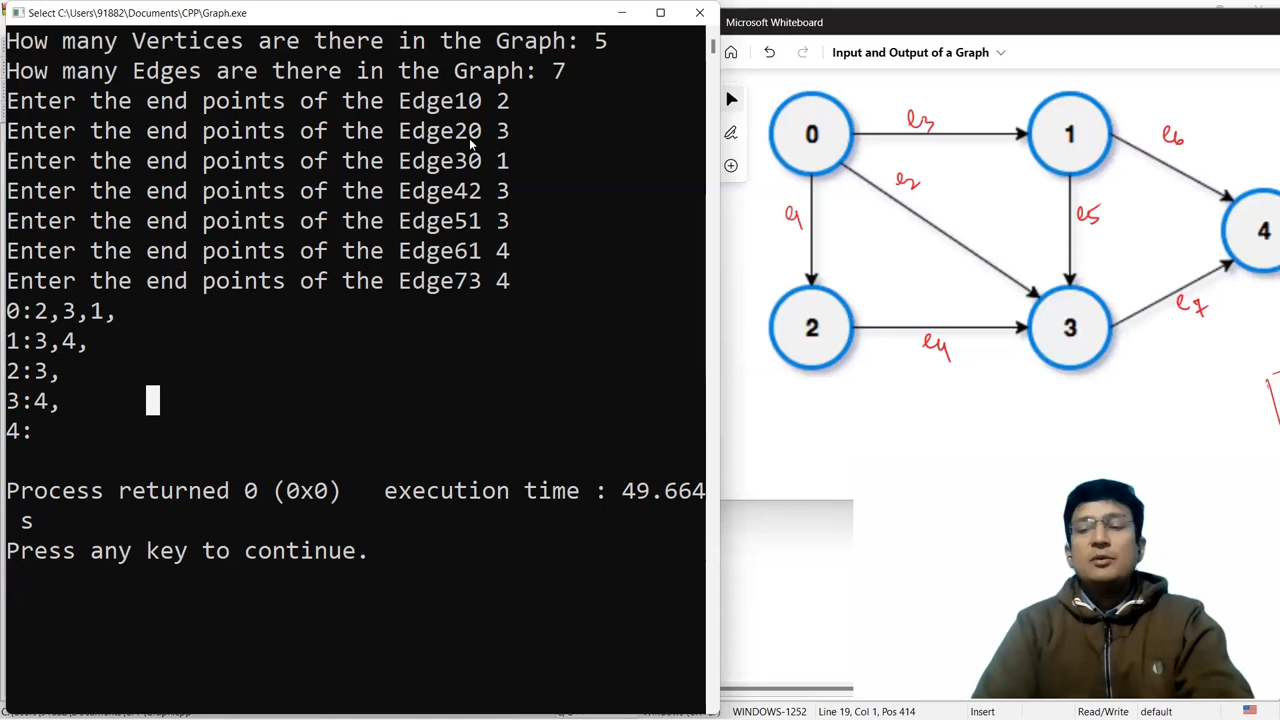 Select C:\Users\91882\Documents\CPP\Graph.exe
How many Vertices are there in the Graph: 5
How many Edges are there in the Graph: 7
Enter the end points of the Edge10 2
Enter the end points of the Edge20 3
Enter the end points of the Edge30 1
Enter the end points of the Edge42 3
Enter the end points of the Edge51 3
Enter the end points of the Edge61 4
Enter the end points of the Edge73 4
0:2,3,1,
1:3,4,
2:3,
3:4,
4:
Process returned 0 (0x0)   execution time : 49.664
s
Press any key to continue.
Microsoft Whiteboard
Input and Output of a Graph
0
e3
1
e6
e2
e1
e5
4
2
e4
3
e7
WINDOWS-1252
Line 19, Col 1, Pos 414
Insert
Read/Write
default